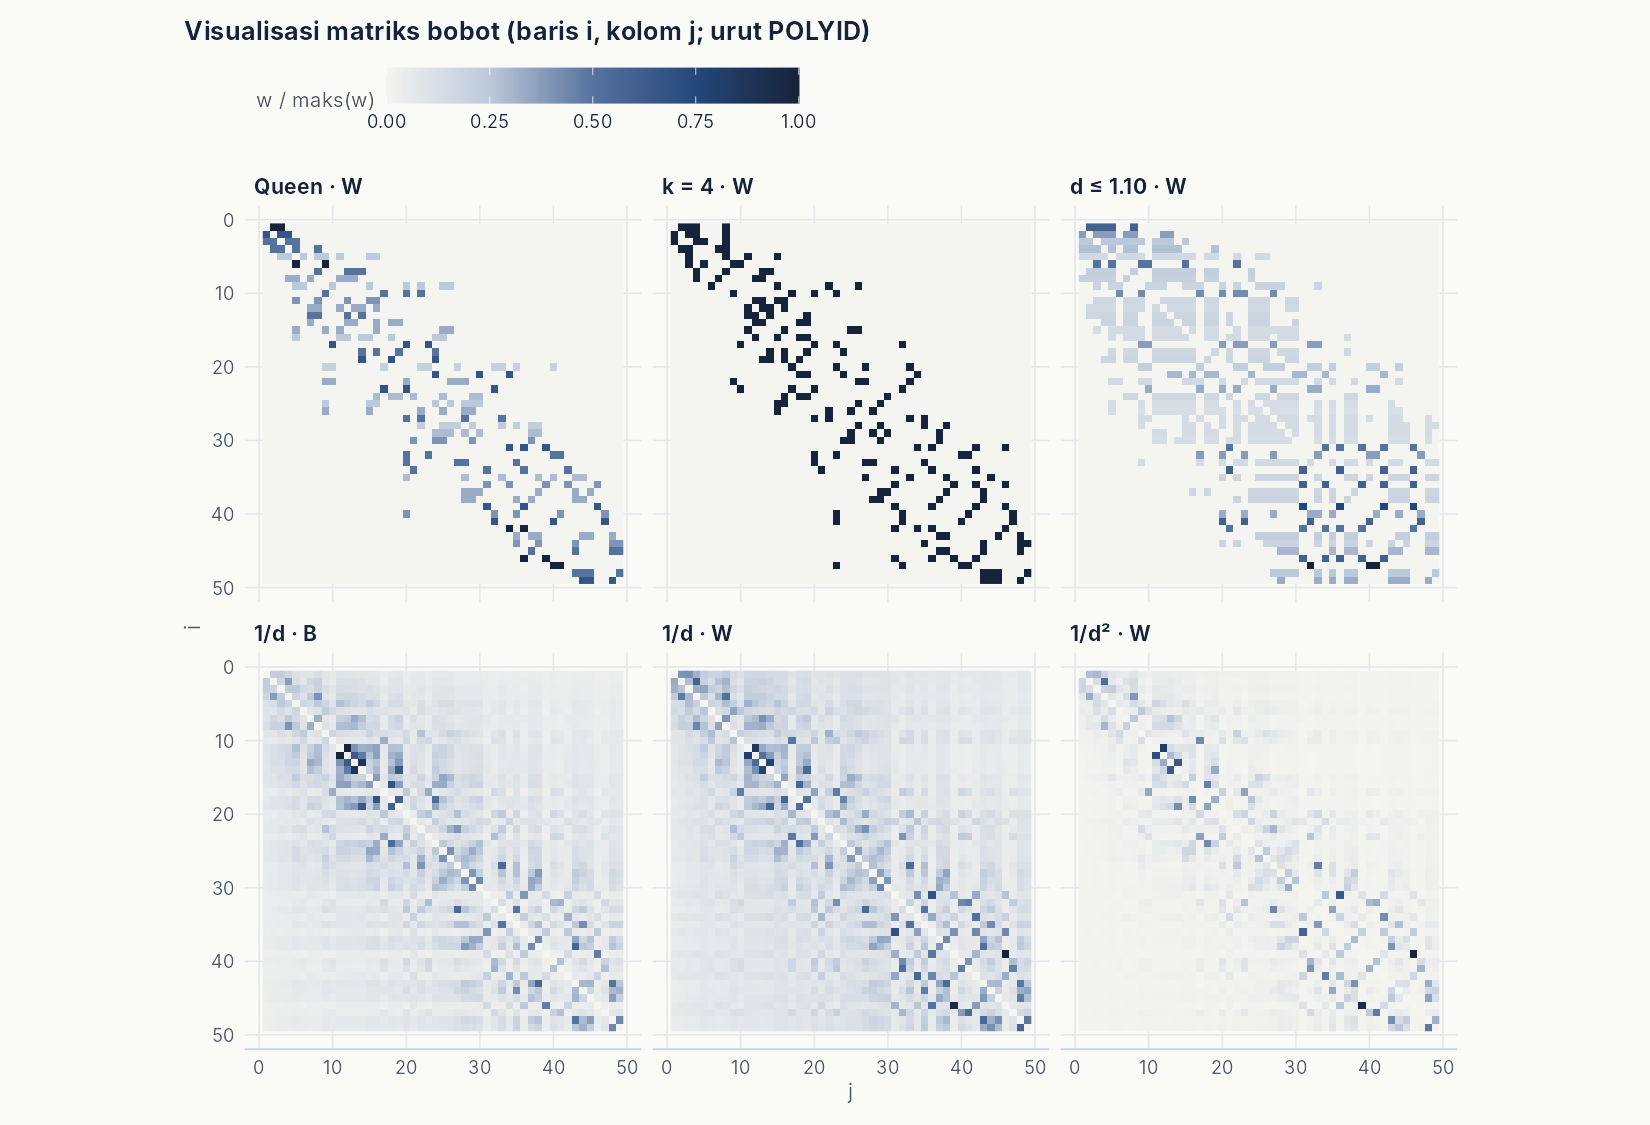 Visualisasi matriks bobot (baris i, kolom j; urut POLYID)
w / maks(w)
0.00 0.25 0.50 0.75 1.00
Queen · W
k = 4 · W
d ≤ 1.10 · W
0
10
20
30
40
50
i
1/d · B
1/d · W
1/d² · W
0
10
20
30
40
50
0 10 20 30 40 50
0 10 20 30 40 50
0 10 20 30 40 50
j